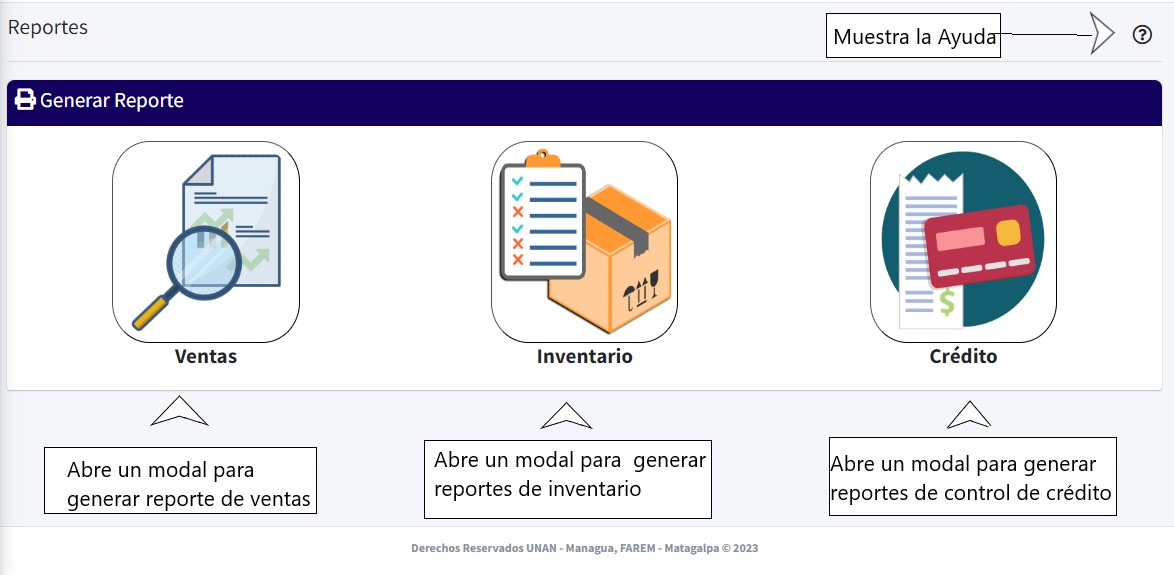 Reportes
Muestra la Ayuda
Generar Reporte
Ventas
Inventario
$
Crédito
Abre un modal para
generar reporte de ventas
Abre un modal para generar
reportes de inventario
Abre un modal para generar
reportes de control de crédito
Derechos Reservados UNAN - Managua, FAREM - Matagalpa © 2023